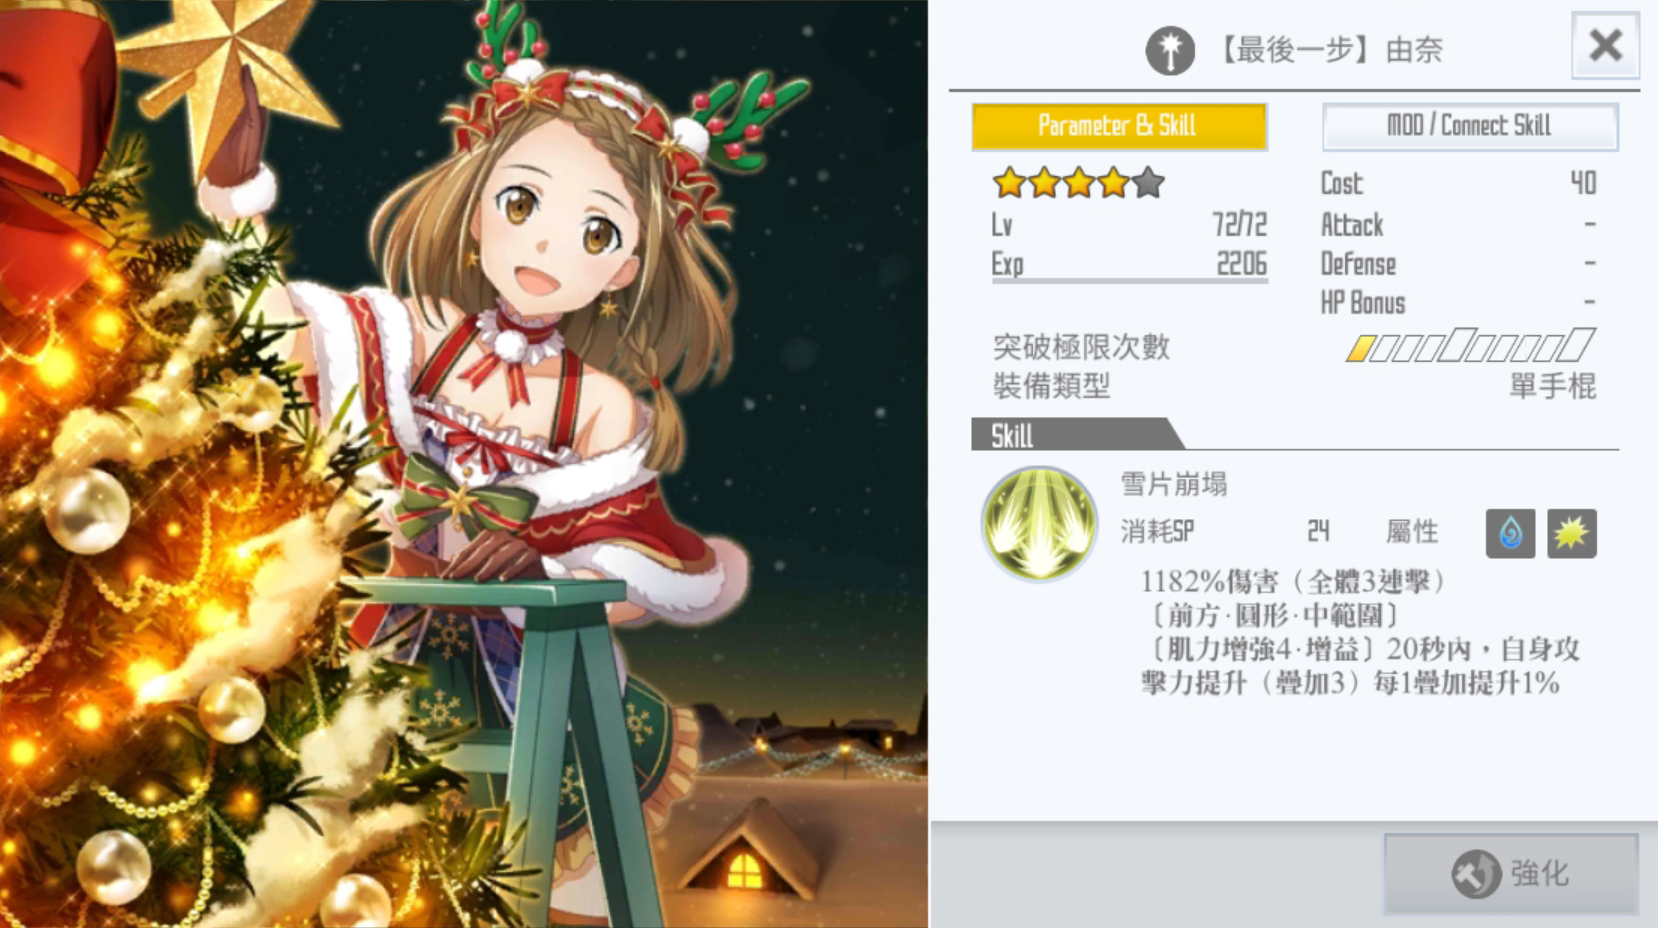 【最後一步】由奈
Parameter & Skill
MOD / Connect Skill
Lv 72/72
Exp 2206
Cost 40
Attack -
Defense -
HP Bonus -
突破極限次數
裝備類型 單手棍
Skill
雪片崩塌
消耗SP 24 屬性
1182%傷害（全體3連擊）
〔前方·圓形·中範圍〕
〔肌力增強4·增益〕20秒內，自身攻
擊力提升（疊加3）每1疊加提升1%
強化